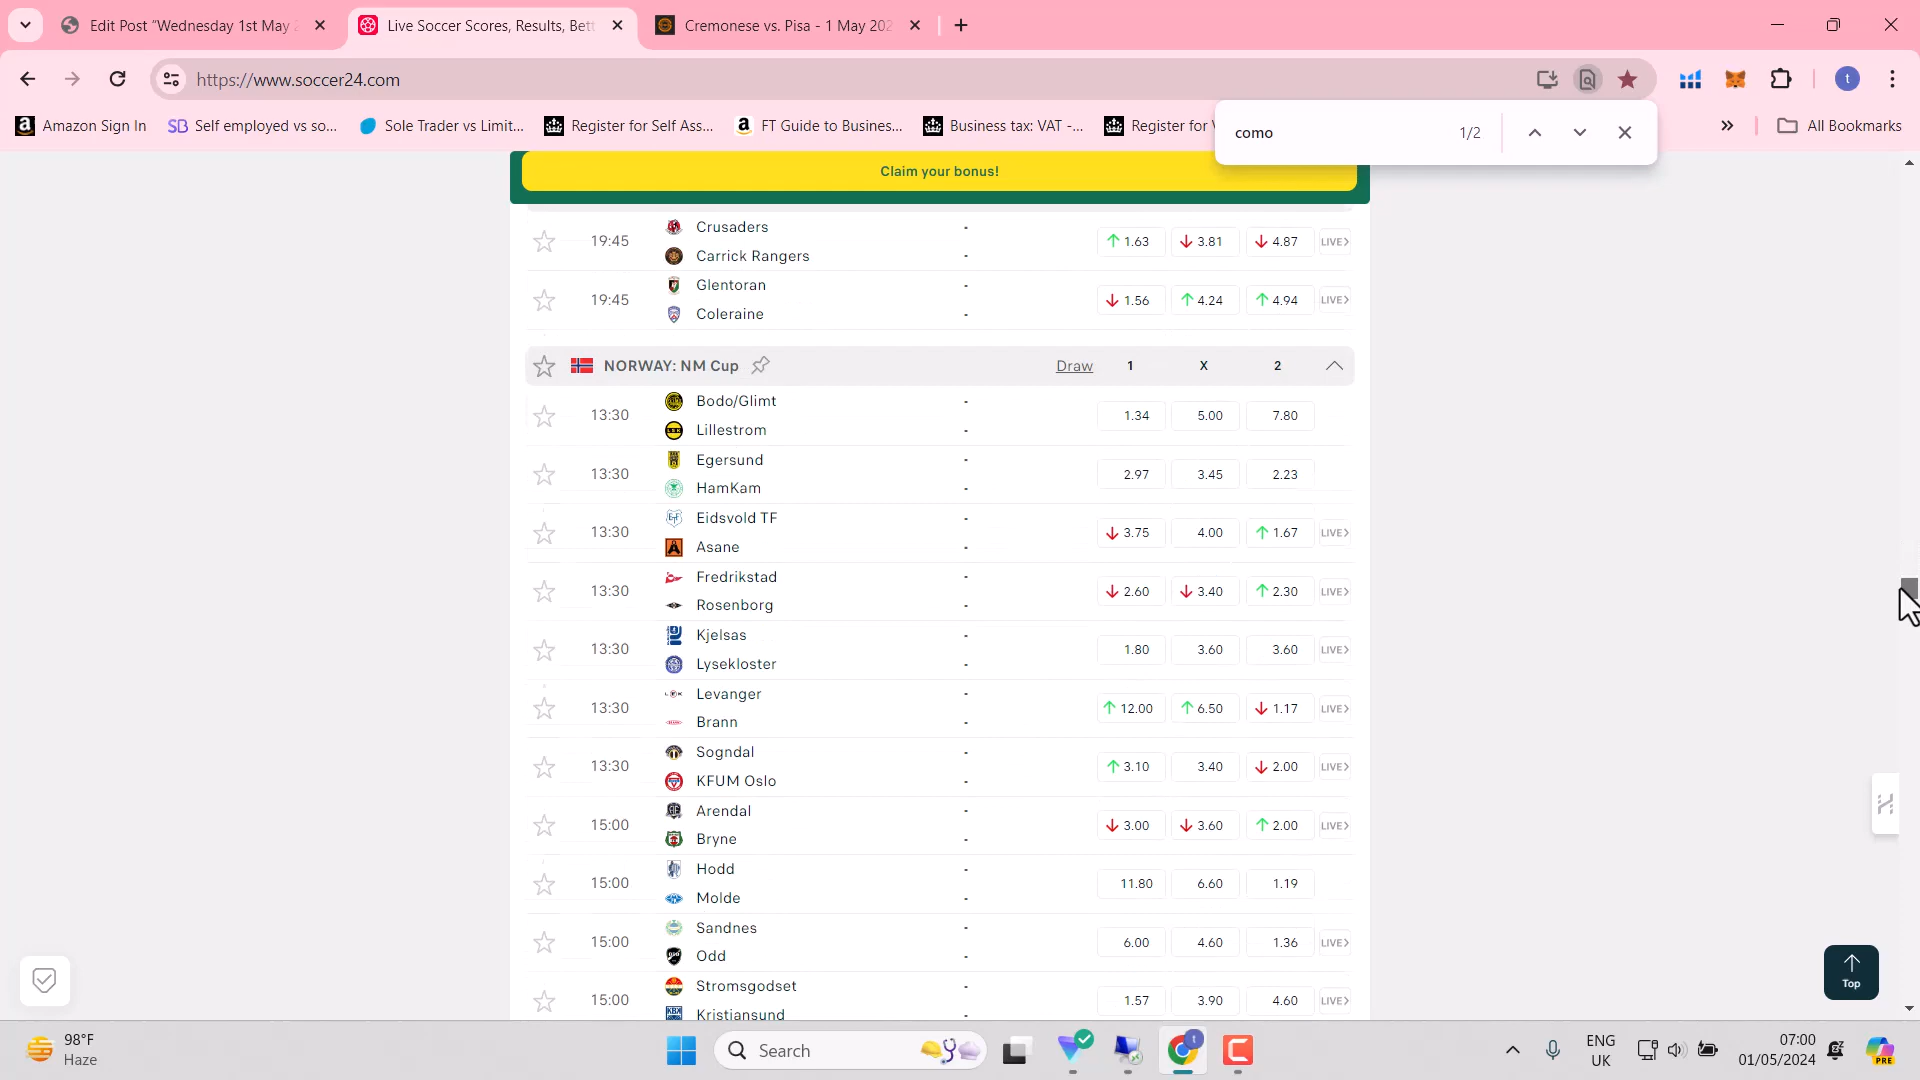 Edit Post "Wednesday 1st May 2
Live Soccer Scores, Results, Bett
Cremonese vs. Pisa - 1 May 202
https://www.soccer24.com
t
Amazon Sign In
Self employed vs so...
Sole Trader vs Limit...
Register for Self Ass...
FT Guide to Busines...
Business tax: VAT -...
Register for V
All Bookmarks
como 1/2
Claim your bonus!
19:45 Crusaders - 1.63 3.81 4.87 LIVE
Carrick Rangers -
19:45 Glentoran - 1.56 4.24 4.94 LIVE
Coleraine -
NORWAY: NM Cup Draw 1 X 2
13:30 Bodo/Glimt - 1.34 5.00 7.80
Lillestrom -
13:30 Egersund - 2.97 3.45 2.23
HamKam -
13:30 Eidsvold TF - 3.75 4.00 1.67 LIVE
Asane -
13:30 Fredrikstad - 2.60 3.40 2.30 LIVE
Rosenborg -
13:30 Kjelsas - 1.80 3.60 3.60 LIVE
Lysekloster -
13:30 Levanger - 12.00 6.50 1.17 LIVE
Brann -
13:30 Sogndal - 3.10 3.40 2.00 LIVE
KFUM Oslo -
15:00 Arendal - 3.00 3.60 2.00 LIVE
Bryne -
15:00 Hodd - 11.80 6.60 1.19
Molde -
15:00 Sandnes - 6.00 4.60 1.36 LIVE
Odd -
15:00 Stromsgodset - 1.57 3.90 4.60 LIVE
Kristiansund -
Top
98°F
Haze
Search
ENG
UK
07:00
01/05/2024
PRE